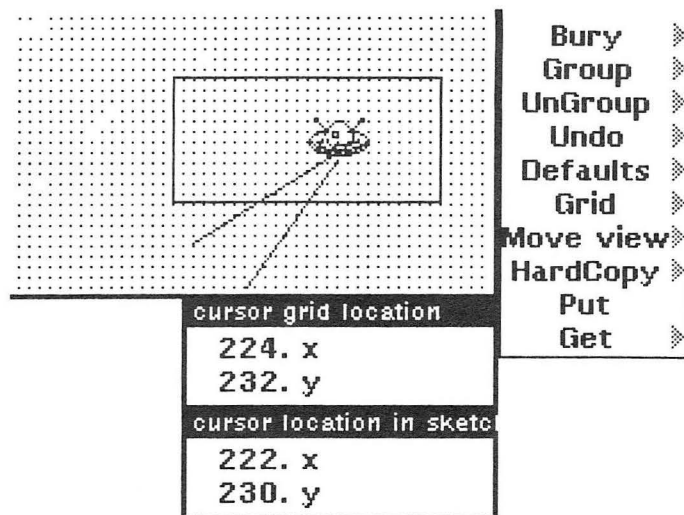 Bury
Group
UnGroup
Undo
Defaults
Grid
Move view
HardCopy
Put
Get
cursor grid location
224. x
232. y
cursor location in sketc
222. x
230. y